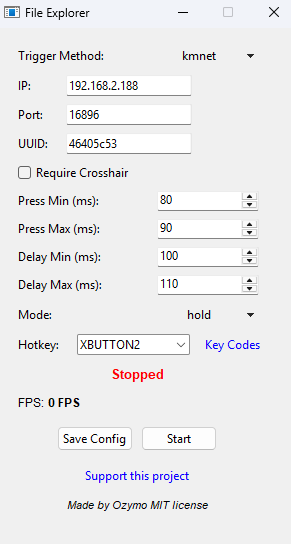 File Explorer
Trigger Method: kmnet
IP: 192.168.2.188
Port: 16896
UUID: 46405c53
Require Crosshair
Press Min (ms): 80
Press Max (ms): 90
Delay Min (ms): 100
Delay Max (ms): 110
Mode: hold
Hotkey: XBUTTON2 Key Codes
Stopped
FPS: 0 FPS
Save Config Start
Support this project
Made by Ozymo MIT license